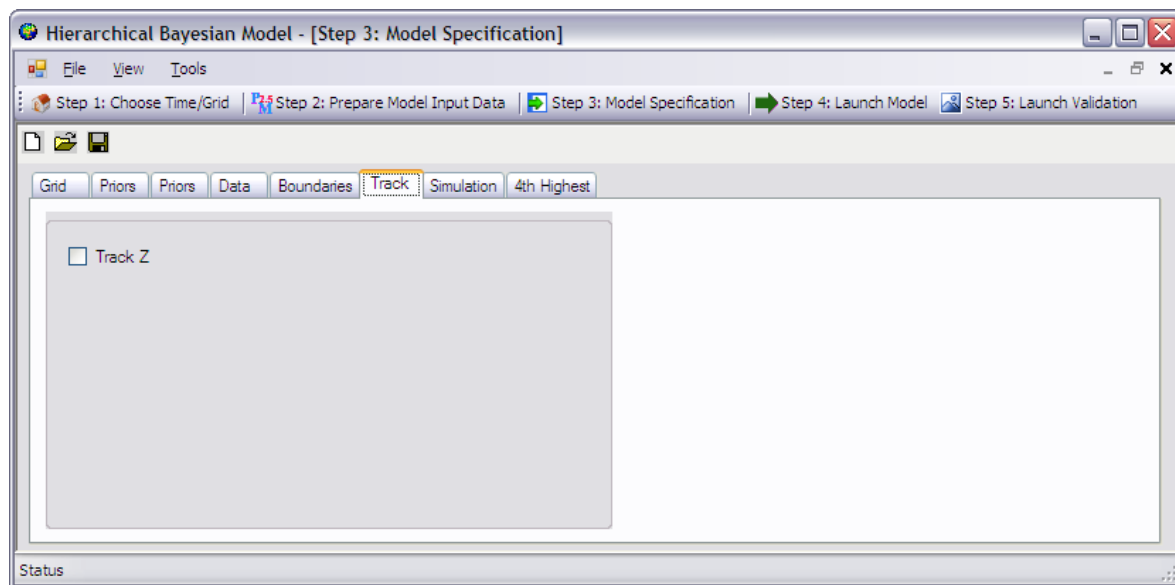 Hierarchical Bayesian Model - [Step 3: Model Specification]
File View Tools
Step 1: Choose Time/Grid PM2.5 Step 2: Prepare Model Input Data Step 3: Model Specification Step 4: Launch Model Step 5: Launch Validation
Grid Priors Priors Data Boundaries Track Simulation 4th Highest
Track Z
Status